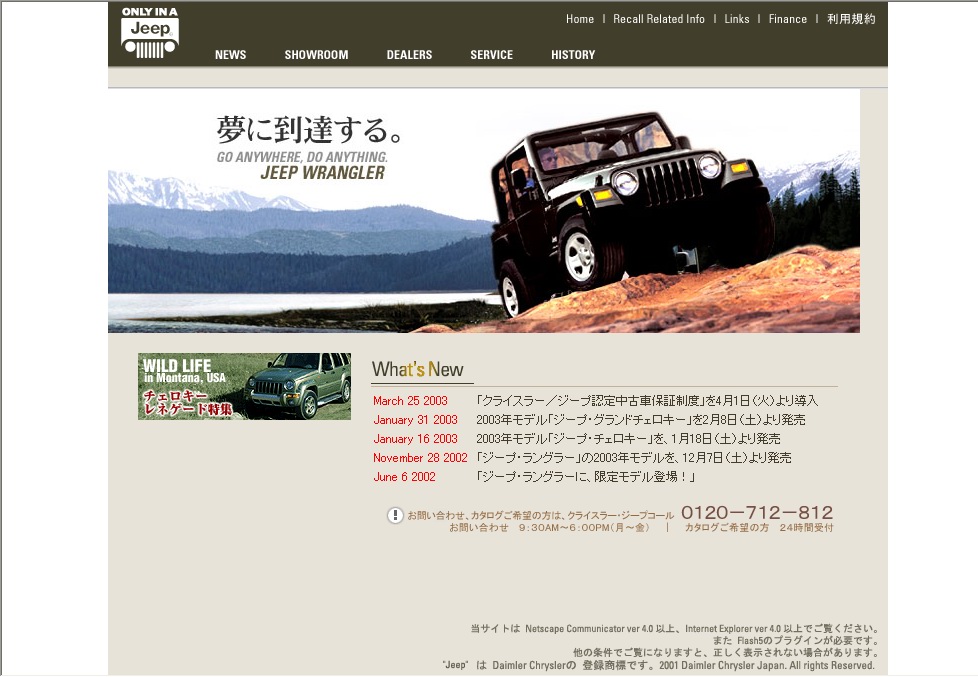 ONLY IN A
Jeep
Home | Recall Related Info | Links | Finance | 利用規約
NEWS SHOWROOM DEALERS SERVICE HISTORY
夢に到達する。
GO ANYWHERE, DO ANYTHING.
JEEP WRANGLER
WILD LIFE
in Montana, USA
チェロキー
レネゲード特集
What's New
March 25 2003 「クライスラー／ジープ認定中古車保証制度」を4月1日（火）より導入
January 31 2003 2003年モデル「ジープ・グランドチェロキー」を2月8日（土）より発売
January 16 2003 2003年モデル「ジープ・チェロキー」を、1月18日（土）より発売
November 28 2002 「ジープ・ラングラー」の2003年モデルを、12月7日（土）より発売
June 6 2002 「ジープ・ラングラーに、限定モデル登場！」
お問い合わせ、カタログご希望の方は、クライスラー・ジープコール 0120ー712ー812
お問い合わせ 9：30AM〜6：00PM（月〜金） | カタログご希望の方 24時間受付
当サイトは Netscape Communicator ver 4.0 以上、Internet Explorer ver 4.0 以上でご覧ください。
また Flash5のプラグインが必要です。
他の条件でご覧になりますと、正しく表示されない場合があります。
"Jeep" は Daimler Chryslerの 登録商標です。2001 Daimler Chrysler Japan. All rights Reserved.